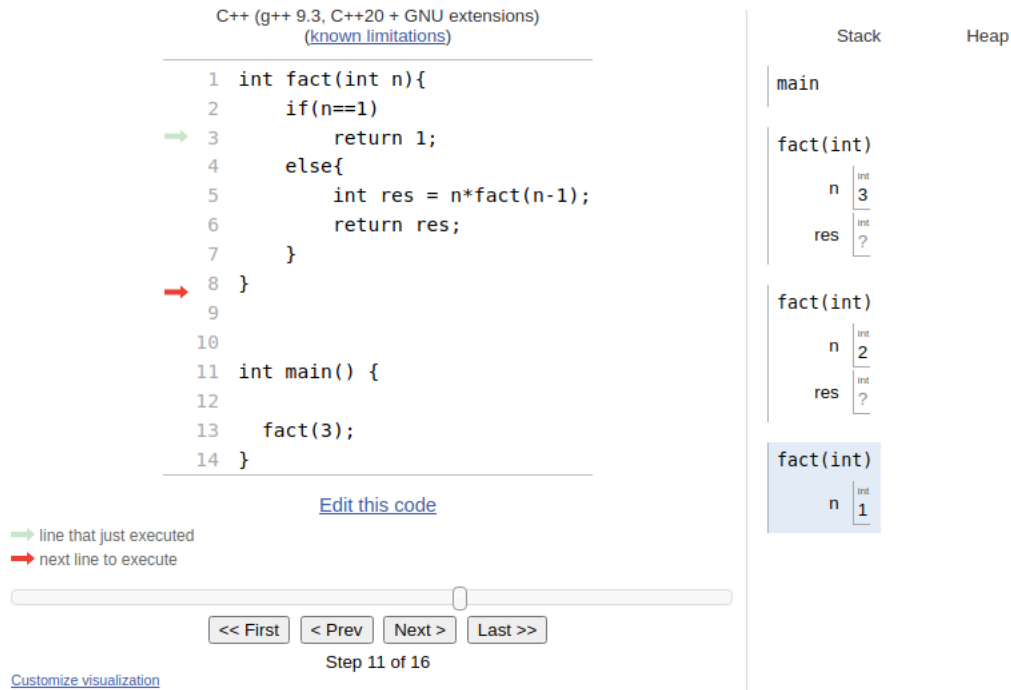 C++ (g++ 9.3, C++20 + GNU extensions)
(known limitations)
1 int fact(int n){
2     if(n==1)
3         return 1;
4     else{
5         int res = n*fact(n-1);
6         return res;
7     }
8 }
9
10
11 int main() {
12
13   fact(3);
14 }
Edit this code
line that just executed
next line to execute
<< First < Prev Next > Last >>
Step 11 of 16
Customize visualization
Stack Heap
main
fact(int)
int
n 3
int
res ?
fact(int)
int
n 2
int
res ?
fact(int)
int
n 1